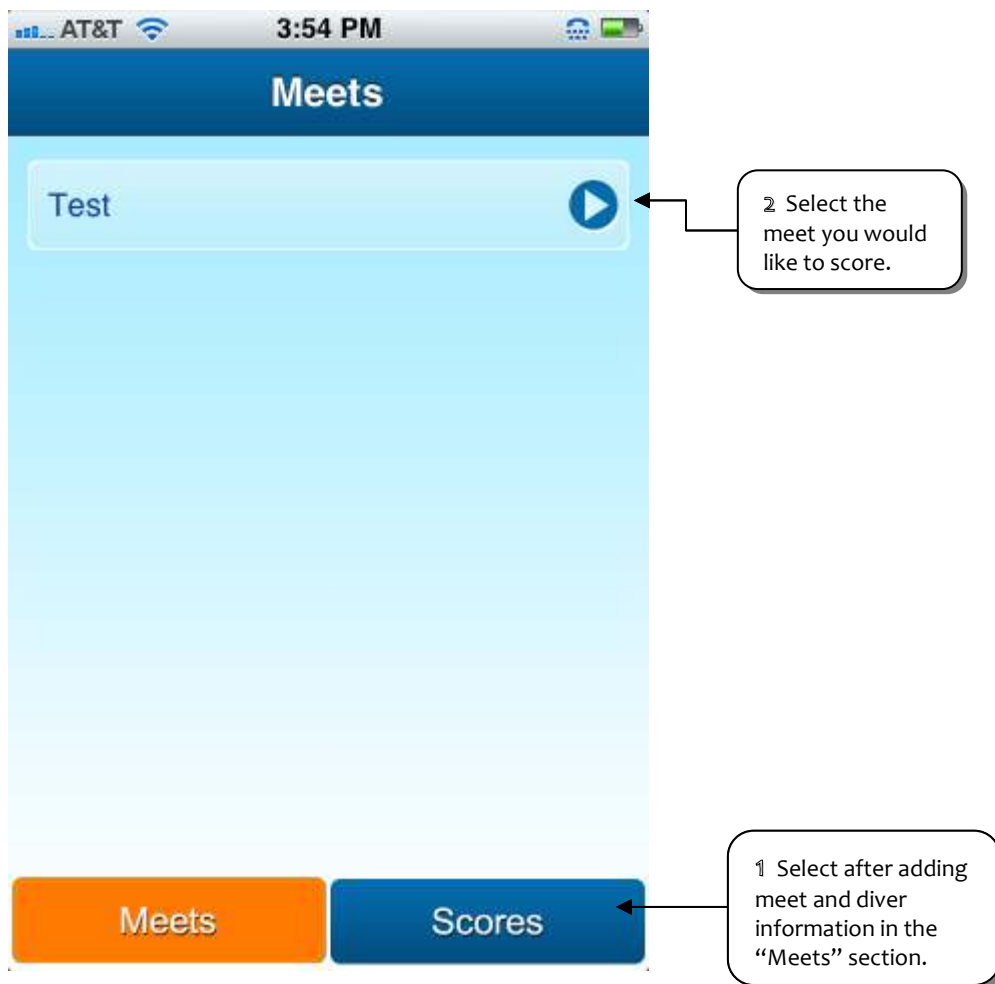 AT&T 3:54 PM
Meets
Test
2 Select the
meet you would
like to score.
Meets
Scores
1 Select after adding
meet and diver
information in the
“Meets” section.